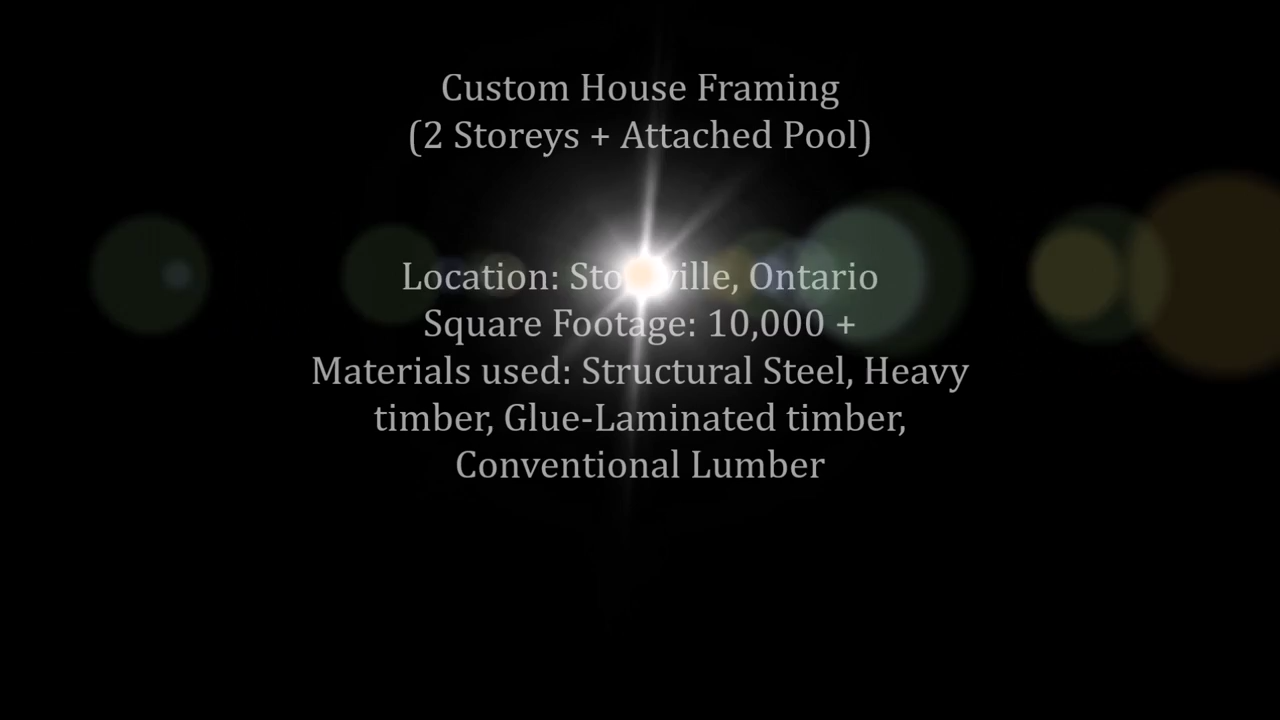 Custom House Framing
(2 Storeys + Attached Pool)
Location: Ontario
Square Footage: 10,000 +
Materials used: Structural Steel, Heavy
timber, Glue-Laminated timber,
Conventional Lumber